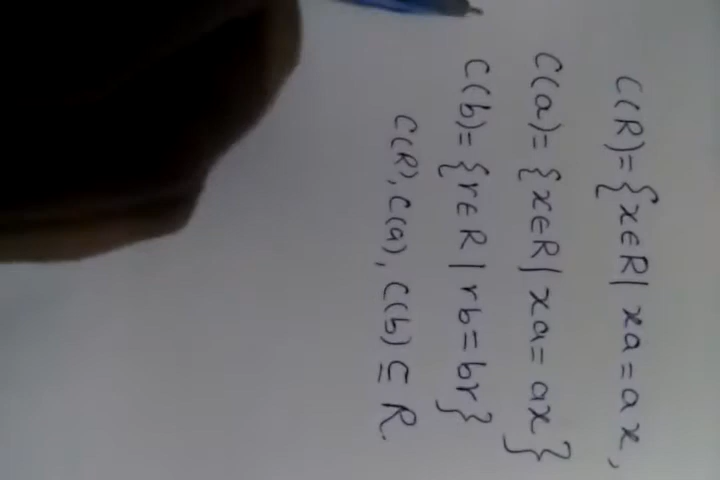 C(R)={x∈R| xa=ax,
C(a)={x∈R| xa=ax}
C(b)={r∈R | rb=br}
C(R), C(a), C(b) ⊆ R.